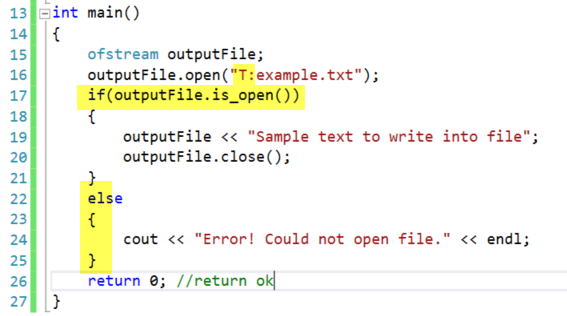 13 int main()
14 {
15 ofstream outputFile;
16 outputFile.open("T:example.txt");
17 if(outputFile.is_open())
18 {
19 outputFile << "Sample text to write into file";
20 outputFile.close();
21 }
22 else
23 {
24 cout << "Error! Could not open file." << endl;
25 }
26 return 0; //return ok
27 }